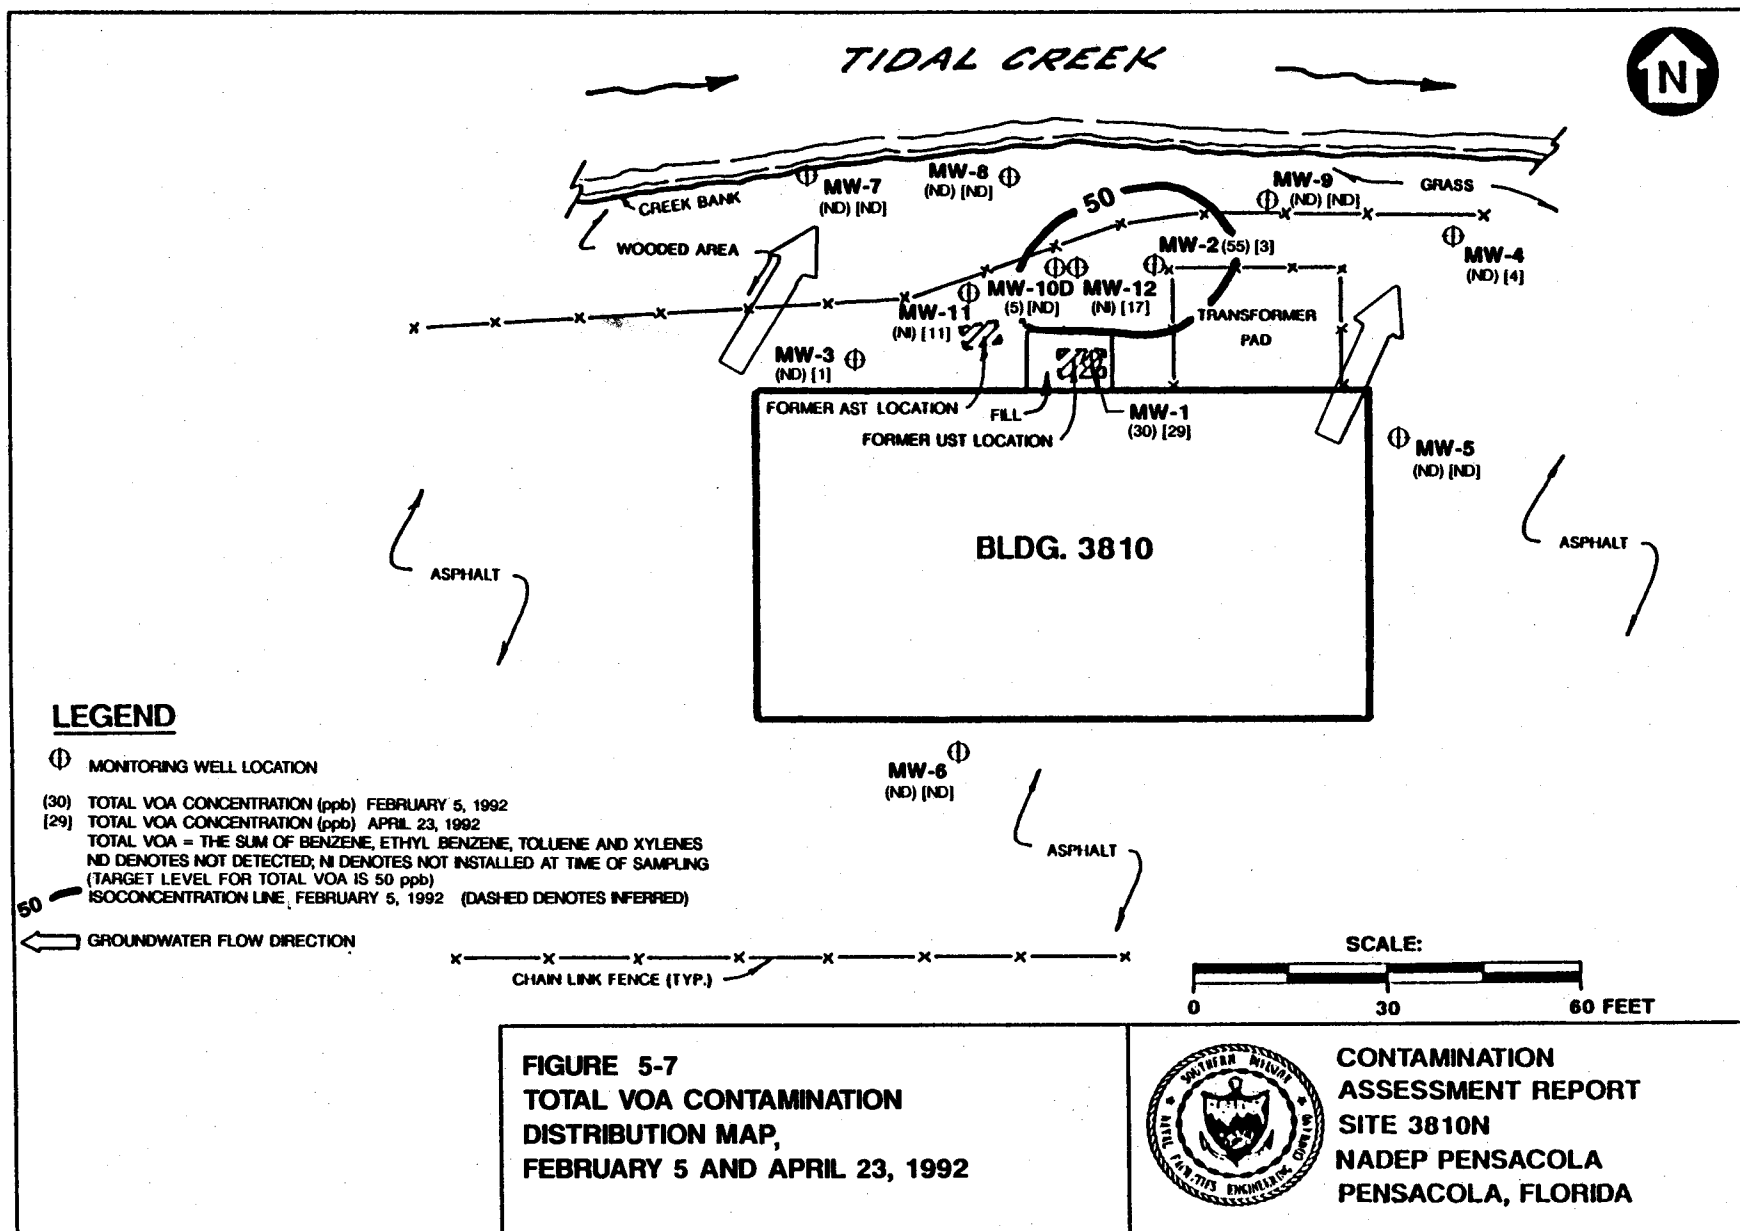 TIDAL CREEK
N
MW-7
(ND) [ND]
MW-8
(ND) [ND]
MW-9
(ND) [ND]
GRASS
CREEK BANK
50
WOODED AREA
MW-2 (55) [3]
MW-4
(ND) [4]
MW-10D
(5) [ND]
MW-12
(NI) [17]
MW-11
(NI) [11]
TRANSFORMER
PAD
MW-3
(ND) [1]
FORMER AST LOCATION
FILL
MW-1
(30) [29]
FORMER UST LOCATION
MW-5
(ND) [ND]
BLDG. 3810
ASPHALT
ASPHALT
LEGEND
MONITORING WELL LOCATION
(30) TOTAL VOA CONCENTRATION (ppb) FEBRUARY 5, 1992
[29] TOTAL VOA CONCENTRATION (ppb) APRIL 23, 1992
TOTAL VOA = THE SUM OF BENZENE, ETHYL BENZENE, TOLUENE AND XYLENES
ND DENOTES NOT DETECTED; NI DENOTES NOT INSTALLED AT TIME OF SAMPLING
(TARGET LEVEL FOR TOTAL VOA IS 50 ppb)
50 ISOCONCENTRATION LINE, FEBRUARY 5, 1992 (DASHED DENOTES INFERRED)
GROUNDWATER FLOW DIRECTION
MW-6
(ND) [ND]
ASPHALT
CHAIN LINK FENCE (TYP.)
SCALE:
0 30 60 FEET
FIGURE 5-7
TOTAL VOA CONTAMINATION
DISTRIBUTION MAP,
FEBRUARY 5 AND APRIL 23, 1992
SOUTHERN DIVISION
NAVAL FACILITIES ENGINEERING COMMAND
CONTAMINATION
ASSESSMENT REPORT
SITE 3810N
NADEP PENSACOLA
PENSACOLA, FLORIDA